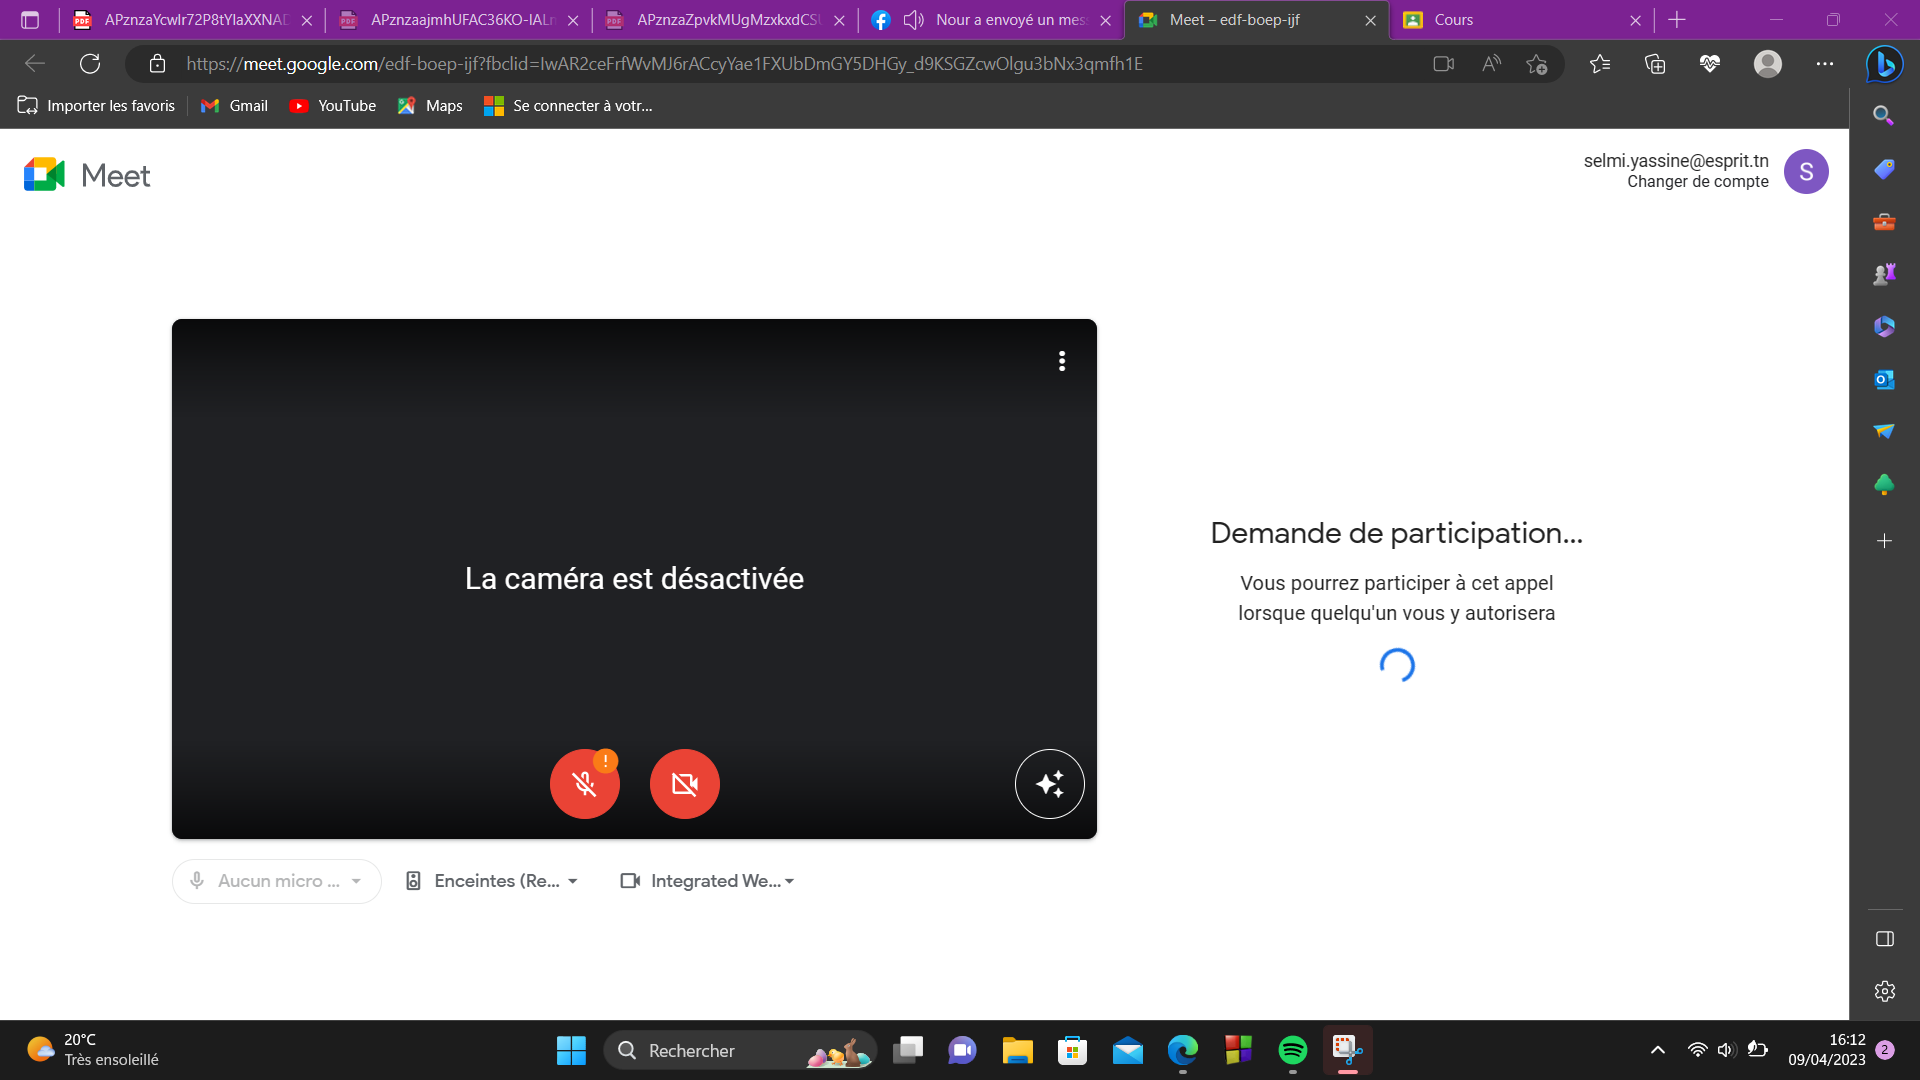 APznzaYcwIr72P8tYlaXXNAD
APznzaajmhUFAC36KO-IALn
APznzaZpvkMUgMzxkxdCSU
Nour a envoyé un mess
Meet – edf-boep-ijf
Cours
https://meet.google.com/edf-boep-ijf?fbclid=IwAR2ceFrfWvMJ6rACcyYae1FXUbDmGY5DHGy_d9KSGZcwOlgu3bNx3qmfh1E
Importer les favoris
Gmail
YouTube
Maps
Se connecter à votr...
Meet
selmi.yassine@esprit.tn
Changer de compte
S
La caméra est désactivée
Demande de participation...
Vous pourrez participer à cet appel
lorsque quelqu'un vous y autorisera
Aucun micro ...
Enceintes (Re...
Integrated We...
20°C
Très ensoleillé
Rechercher
16:12
09/04/2023
2